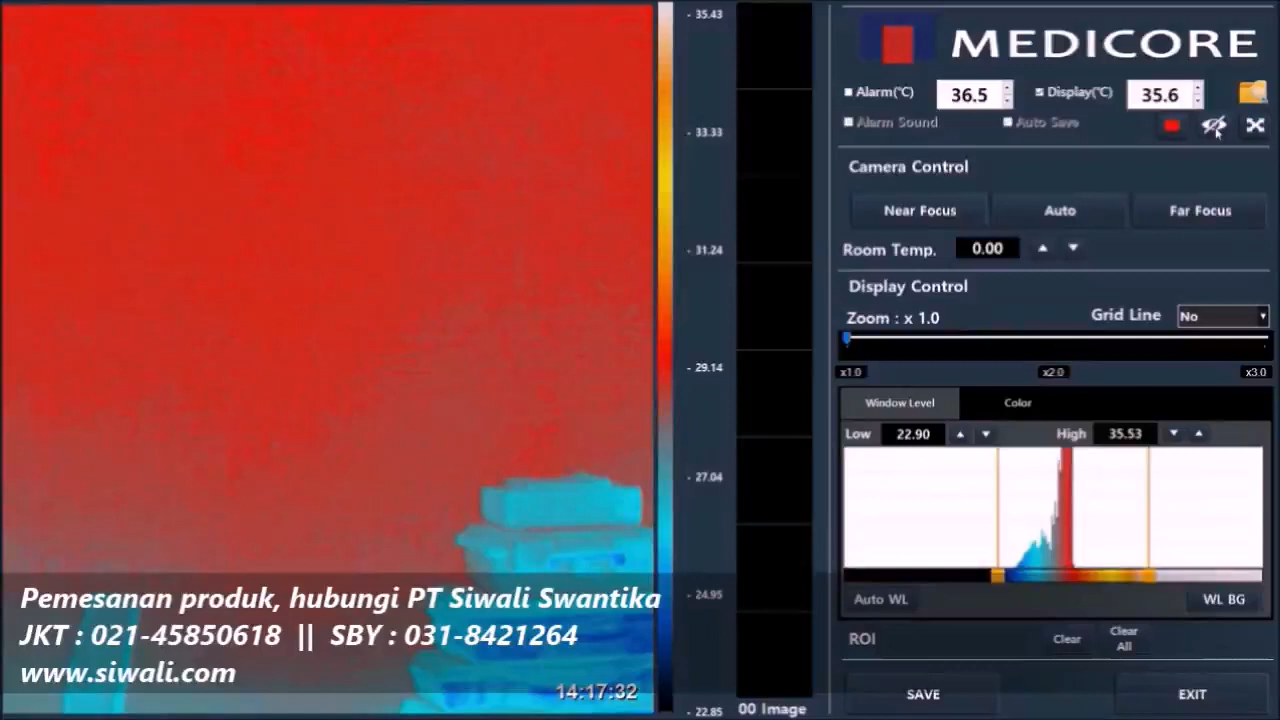 35.43
33.33
31.24
29.14
27.04
24.95
22.85
00 Image
MEDICORE
Alarm(℃) 36.5 Display(℃) 35.6
Alarm Sound Auto Save
Camera Control
Near Focus Auto Far Focus
Room Temp. 0.00
Display Control
Zoom : x 1.0 Grid Line No
x1.0 x2.0 x3.0
Window Level Color
Low 22.90 High 35.53
Auto WL WL BG
ROI Clear Clear All
SAVE EXIT
Pemesanan produk, hubungi PT Siwali Swantika
JKT : 021-45850618 || SBY : 031-8421264
www.siwali.com
14:17:32